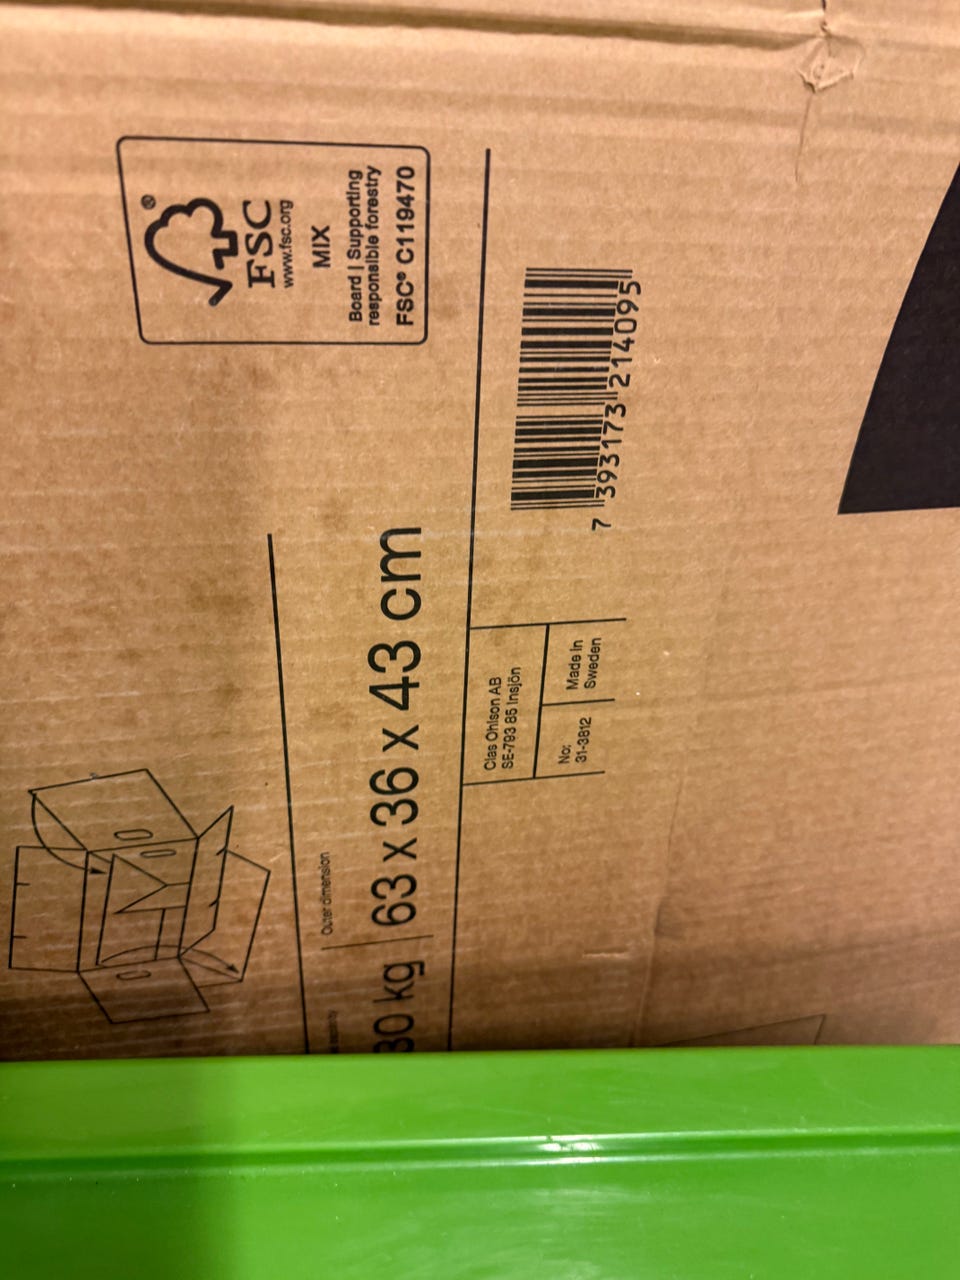 ®
FSC
www.fsc.org
MIX
Board | Supporting
responsible forestry
FSC® C119470
Outer dimension
30 kg | 63 x 36 x 43 cm
Clas Ohlson AB
SE-793 85 Insjön
No:
31-3812
Made in
Sweden
7 393173 214095